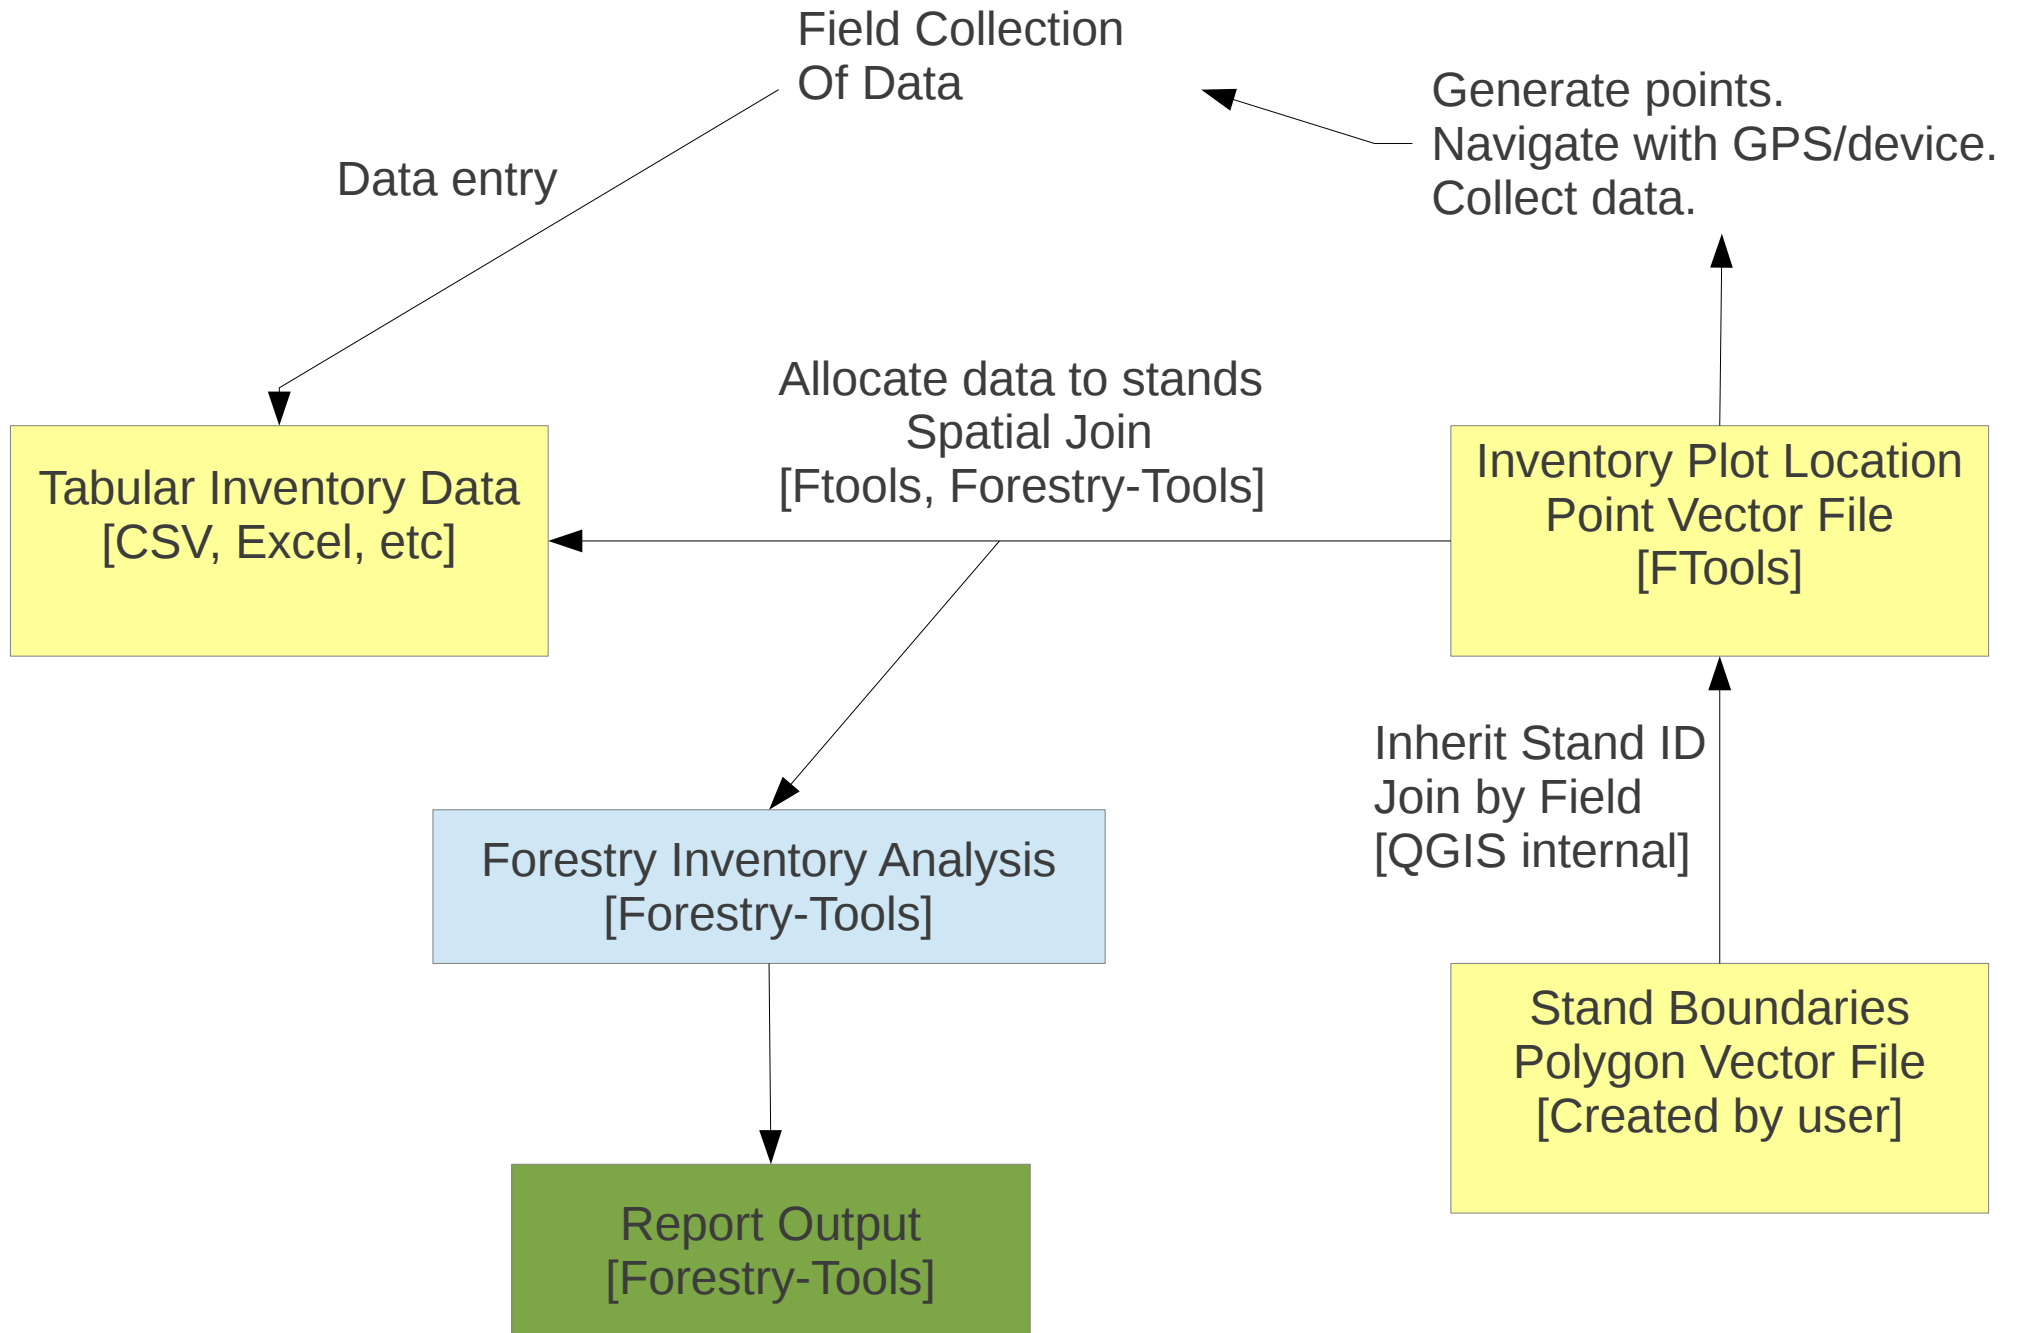 Field Collection
Of Data
Generate points.
Navigate with GPS/device.
Collect data.
Data entry
Allocate data to stands
Spatial Join
[Ftools, Forestry-Tools]
Tabular Inventory Data
[CSV, Excel, etc]
Inventory Plot Location
Point Vector File
[FTools]
Inherit Stand ID
Join by Field
[QGIS internal]
Forestry Inventory Analysis
[Forestry-Tools]
Stand Boundaries
Polygon Vector File
[Created by user]
Report Output
[Forestry-Tools]